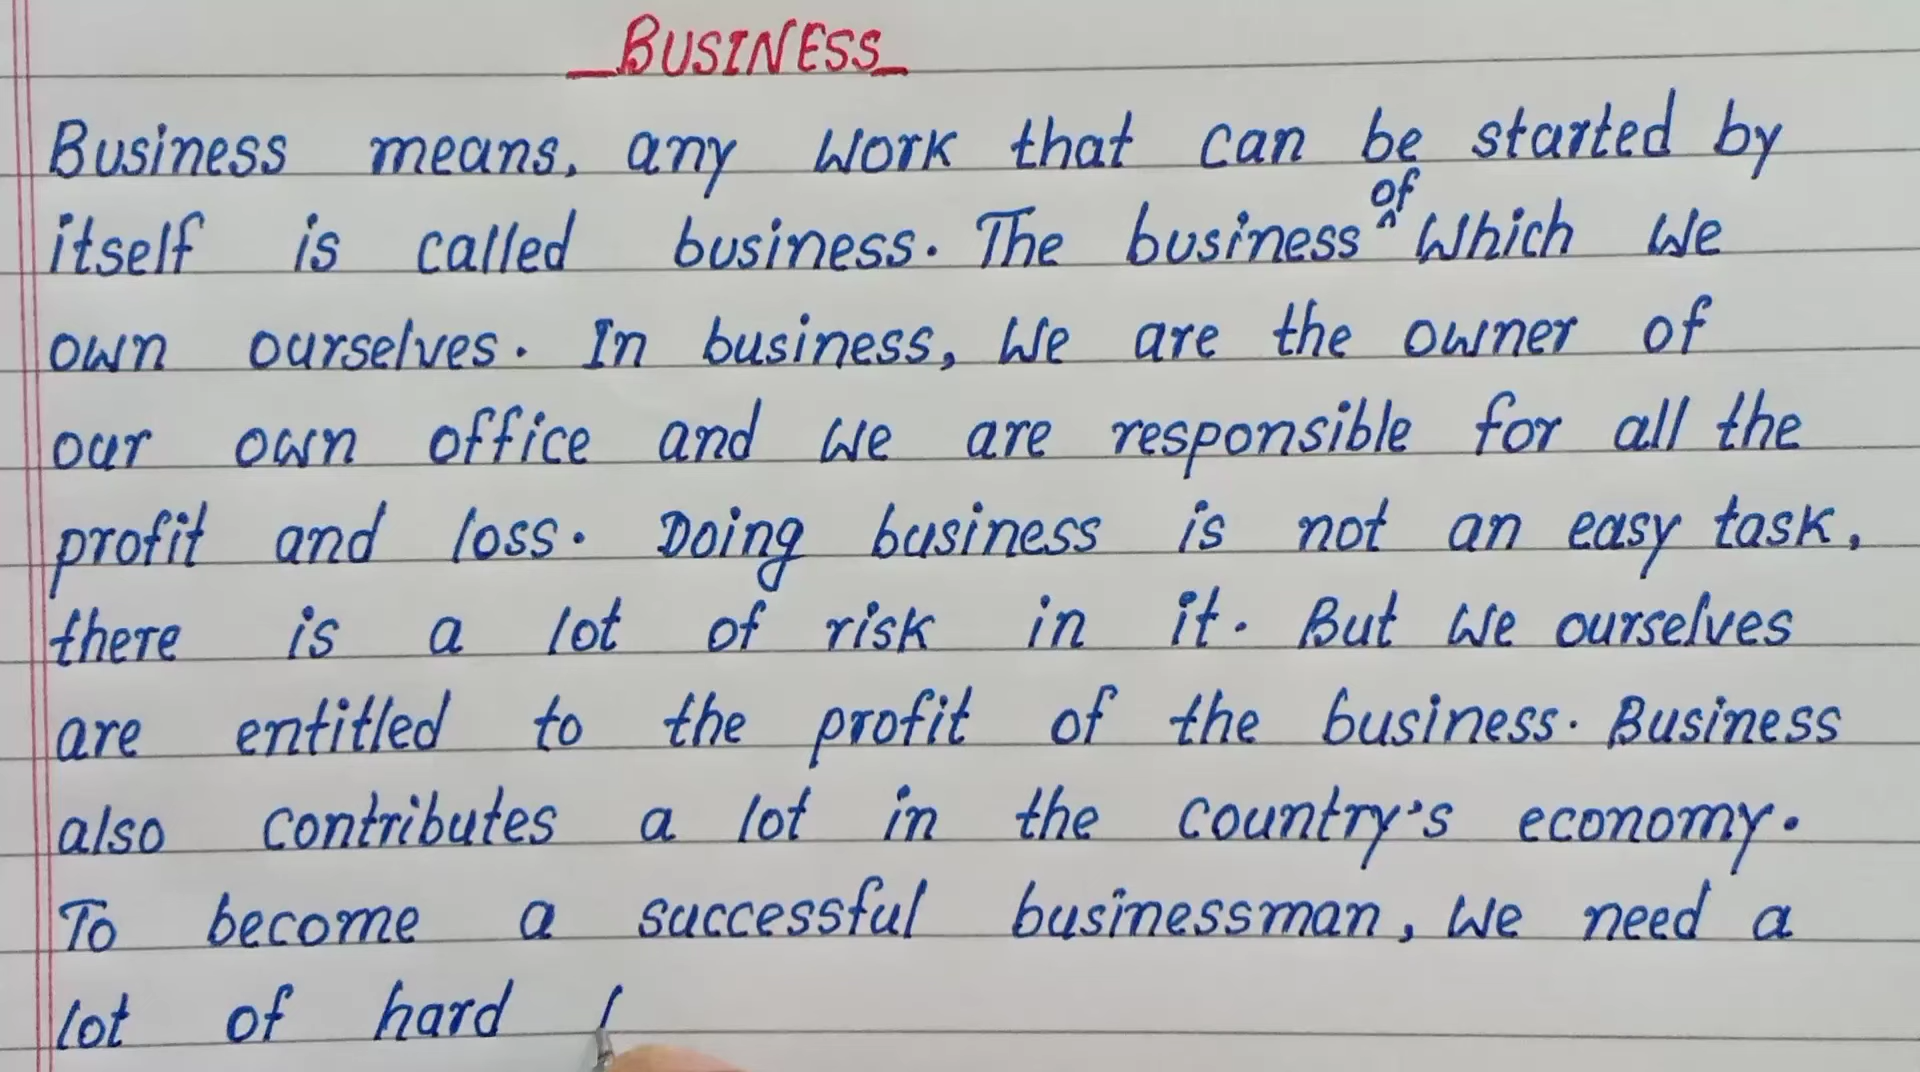 BUSINESS
Business means, any work that can be started by
itself is called business. The business of which we
own ourselves. In business, we are the owner of
our own office and we are responsible for all the
profit and loss. Doing business is not an easy task,
there is a lot of risk in it. But we ourselves
are entitled to the profit of the business. Business
also contributes a lot in the country's economy.
To become a successful businessman, we need a
lot of hard